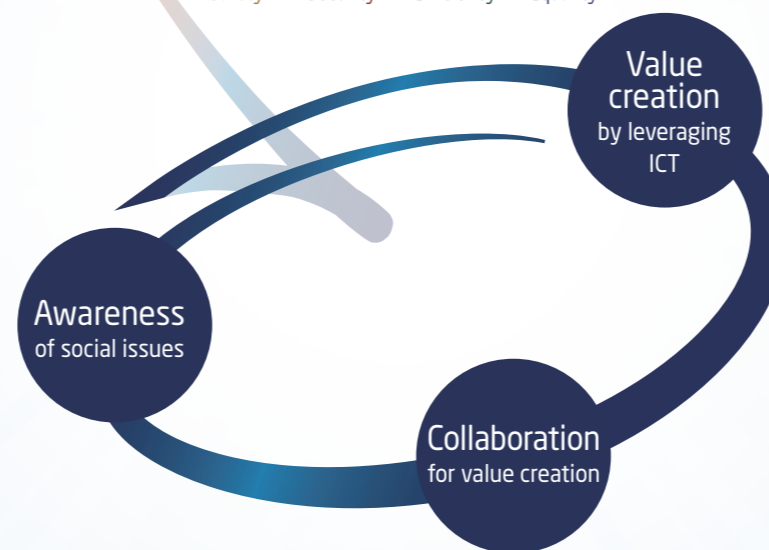 Value
creation
by leveraging
ICT
Awareness
of social issues
Collaboration
for value creation